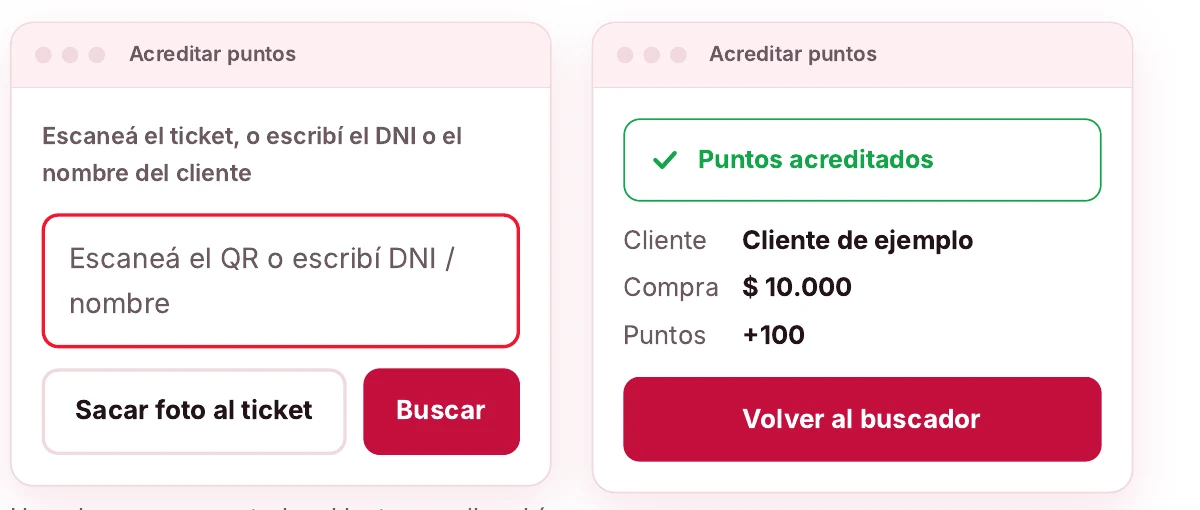 Acreditar puntos
Escaneá el ticket, o escribí el DNI o el
nombre del cliente
Escaneá el QR o escribí DNI /
nombre
Sacar foto al ticket
Buscar
Acreditar puntos
Puntos acreditados
Cliente Cliente de ejemplo
Compra $ 10.000
Puntos +100
Volver al buscador